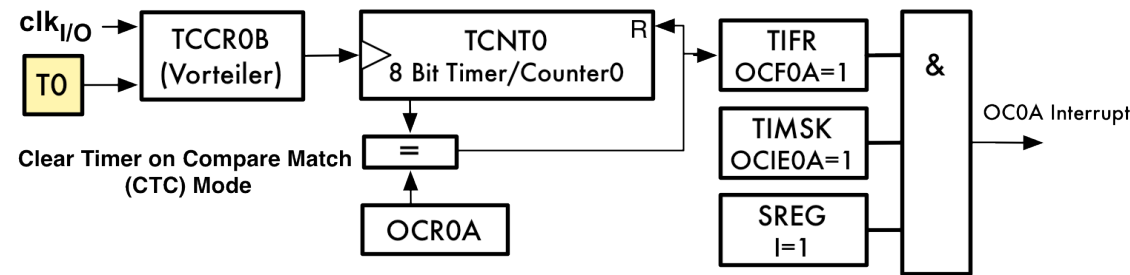 clkI/O
T0
TCCR0B
(Vorteiler)
TCNT0
8 Bit Timer/Counter0
R
=
Clear Timer on Compare Match
(CTC) Mode
OCR0A
TIFR
OCF0A=1
TIMSK
OCIE0A=1
SREG
I=1
&
OC0A Interrupt